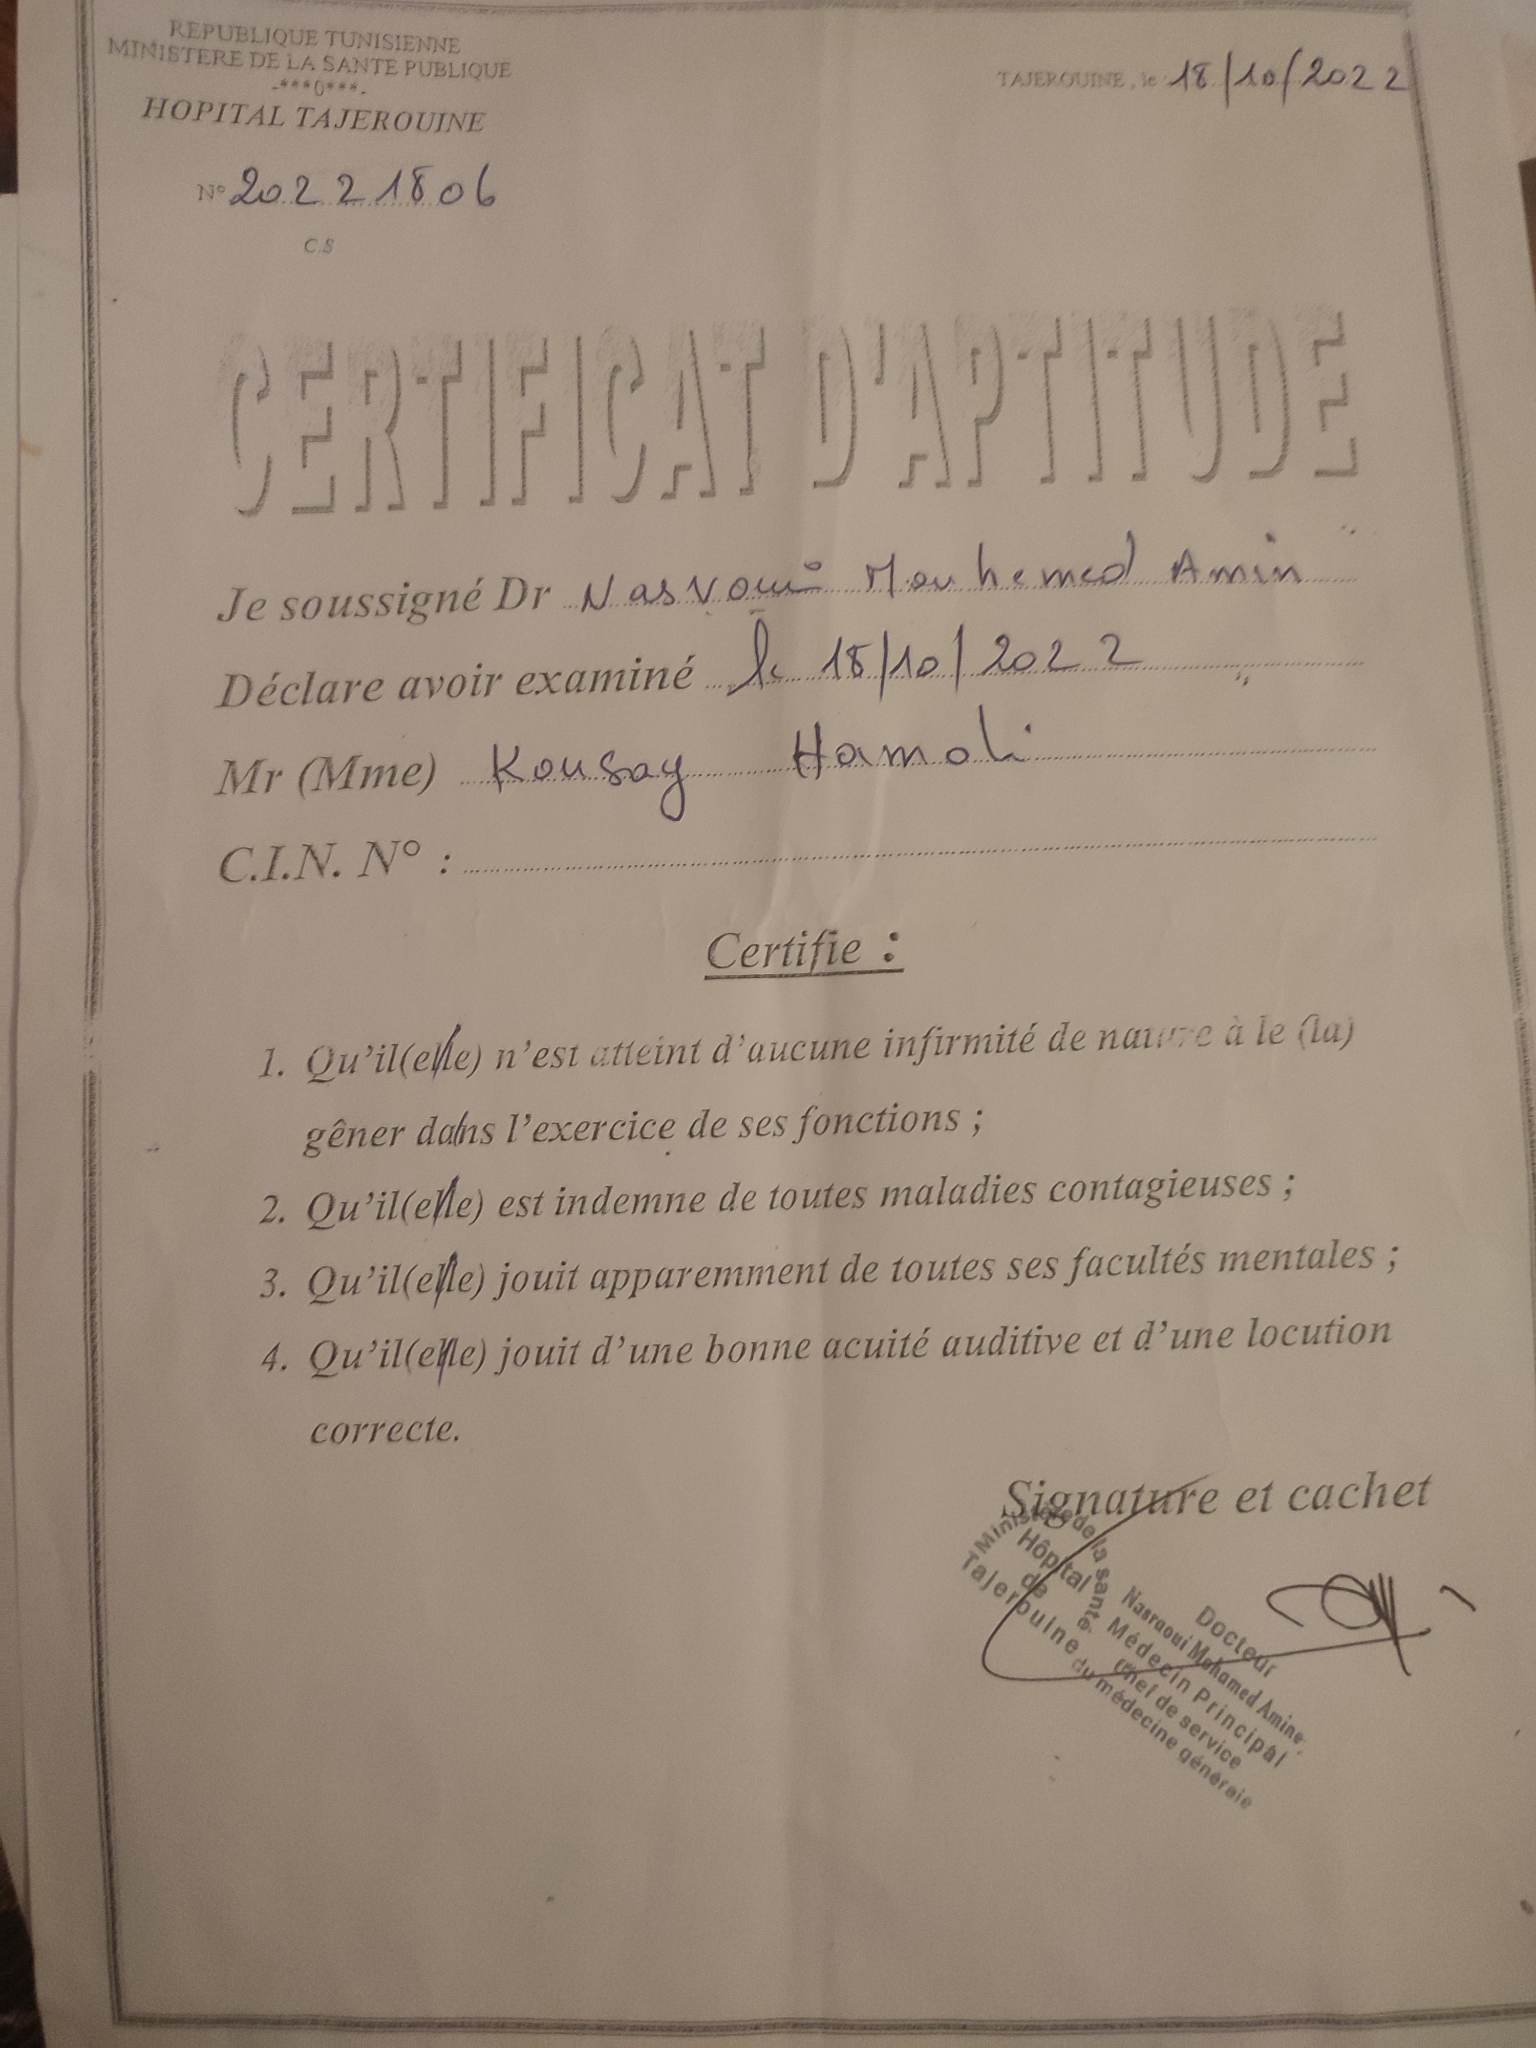 REPUBLIQUE TUNISIENNE
MINISTERE DE LA SANTE PUBLIQUE
-***0***-
HOPITAL TAJEROUINE
TAJEROUINE, le 18/10/2022
N° 20221806
C.S
CERTIFICAT D'APTITUDE
Je soussigné Dr Nasraoui Mouhemed Amin
Déclare avoir examiné le 18/10/2022
Mr (Mme) Kousay Hamdi
C.I.N. N° :
Certifie :
1. Qu'il(elle) n'est atteint d'aucune infirmité de nature à le (la)
gêner dans l'exercice de ses fonctions ;
2. Qu'il(elle) est indemne de toutes maladies contagieuses ;
3. Qu'il(elle) jouit apparemment de toutes ses facultés mentales ;
4. Qu'il(elle) jouit d'une bonne acuité auditive et d'une locution
correcte.
Signature et cachet
Ministère de la santé
Hôpital
de
Tajerouine
Docteur
Nasraoui Mohamed Amine
Médecin Principal
Chef de service
du médecine générale